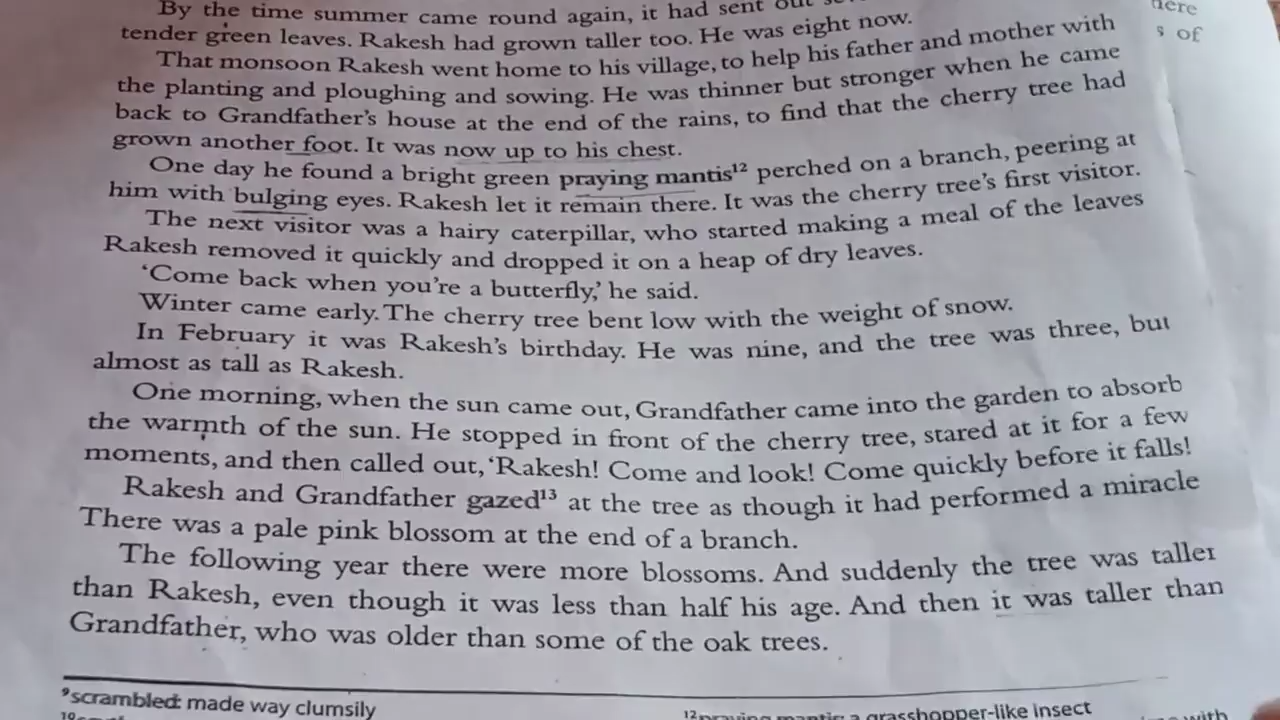 here
s of
By the time summer came round again, it had sent out
tender green leaves. Rakesh had grown taller too. He was eight now.
That monsoon Rakesh went home to his village, to help his father and mother with
the planting and ploughing and sowing. He was thinner but stronger when he came
back to Grandfather's house at the end of the rains, to find that the cherry tree had
grown another foot. It was now up to his chest.
One day he found a bright green praying mantis¹² perched on a branch, peering at
him with bulging eyes. Rakesh let it remain there. It was the cherry tree's first visitor.
The next visitor was a hairy caterpillar, who started making a meal of the leaves
Rakesh removed it quickly and dropped it on a heap of dry leaves.
'Come back when you're a butterfly,' he said.
Winter came early. The cherry tree bent low with the weight of snow.
In February it was Rakesh's birthday. He was nine, and the tree was three, but
almost as tall as Rakesh.
One morning, when the sun came out, Grandfather came into the garden to absorb
the warmth of the sun. He stopped in front of the cherry tree, stared at it for a few
moments, and then called out, 'Rakesh! Come and look! Come quickly before it falls!
Rakesh and Grandfather gazed¹³ at the tree as though it had performed a miracle
There was a pale pink blossom at the end of a branch.
The following year there were more blossoms. And suddenly the tree was taller
than Rakesh, even though it was less than half his age. And then it was taller than
Grandfather, who was older than some of the oak trees.
⁹scrambled: made way clumsily
¹²praying mantis: a grasshopper-like insect
with